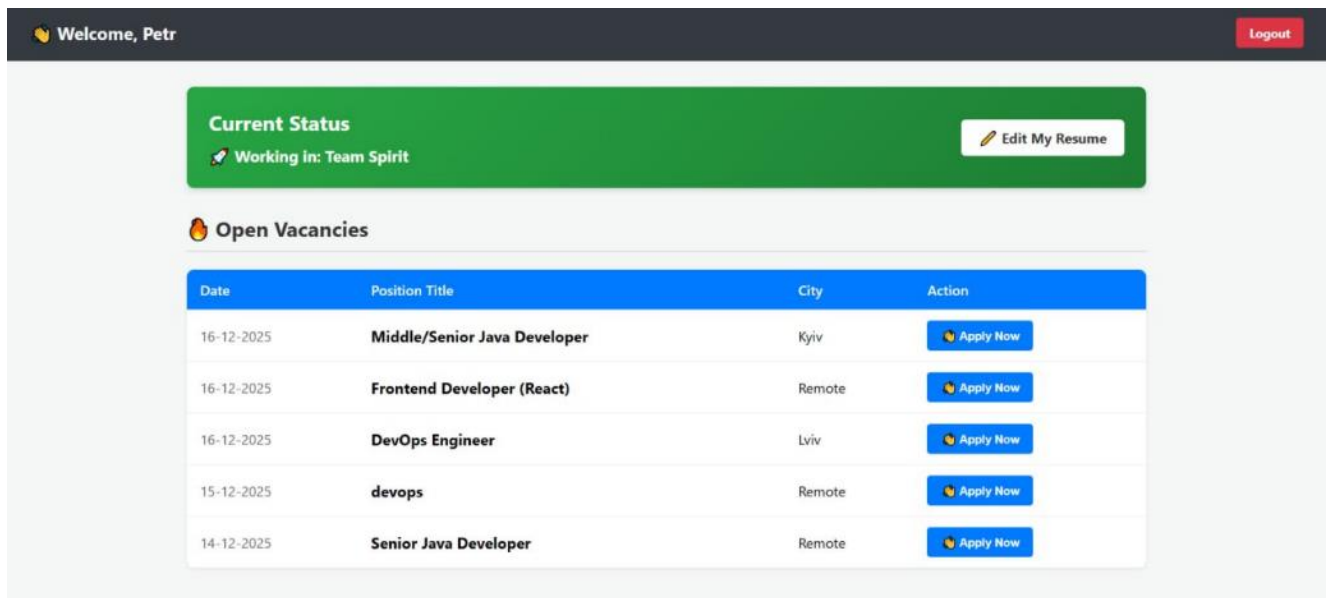 👋 Welcome, Petr
Logout
Current Status
🚀 Working in: Team Spirit
✏️ Edit My Resume
🔥 Open Vacancies
Date Position Title City Action
16-12-2025 Middle/Senior Java Developer Kyiv 👋 Apply Now
16-12-2025 Frontend Developer (React) Remote 👋 Apply Now
16-12-2025 DevOps Engineer Lviv 👋 Apply Now
15-12-2025 devops Remote 👋 Apply Now
14-12-2025 Senior Java Developer Remote 👋 Apply Now